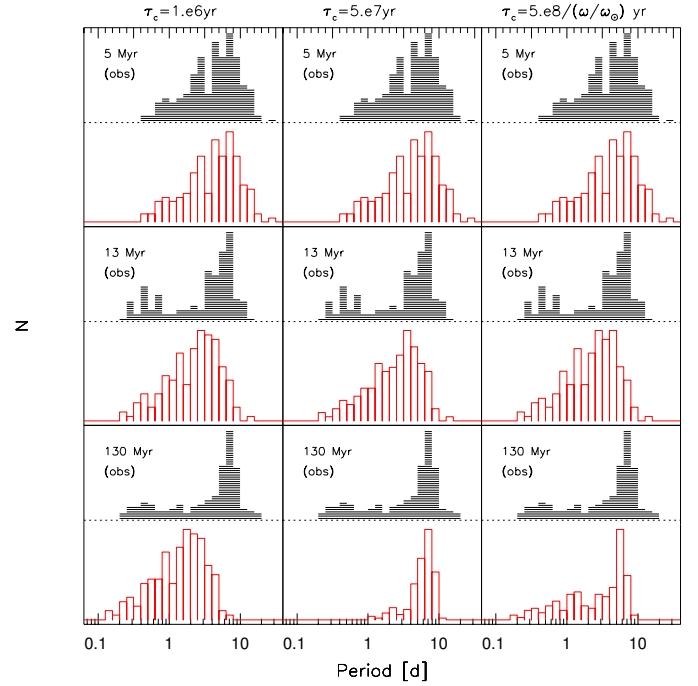 τc=1.e6yr τc=5.e7yr τc=5.e8/(ω/ω⊙) yr
5 Myr 5 Myr 5 Myr
(obs) (obs) (obs)
13 Myr 13 Myr 13 Myr
(obs) (obs) (obs)
N
130 Myr 130 Myr 130 Myr
(obs) (obs) (obs)
0.1 1 10 0.1 1 10 0.1 1 10
Period [d]